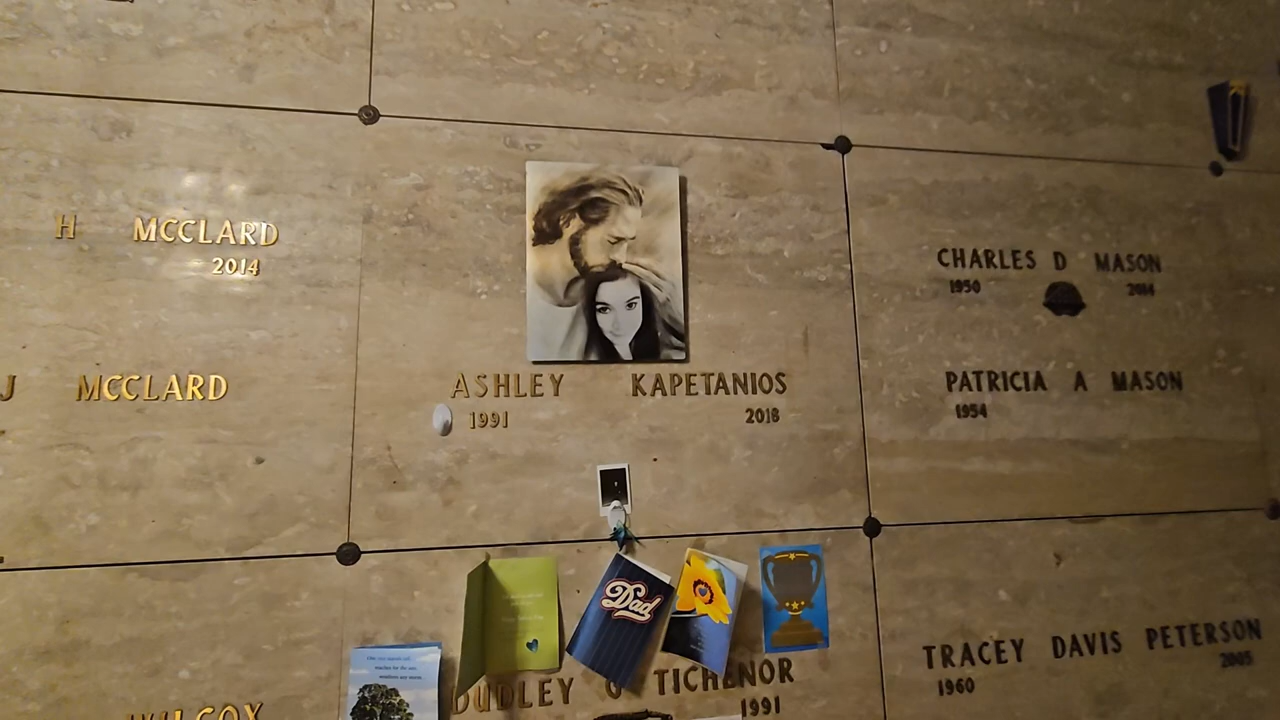 H MCCLARD
2014
J MCCLARD
ASHLEY KAPETANIOS
1991 2018
CHARLES D MASON
1950 2014
PATRICIA A MASON
1954
Dad
DUDLEY G TICHENOR
1991
TRACEY DAVIS PETERSON
1960 2005
WILCOX